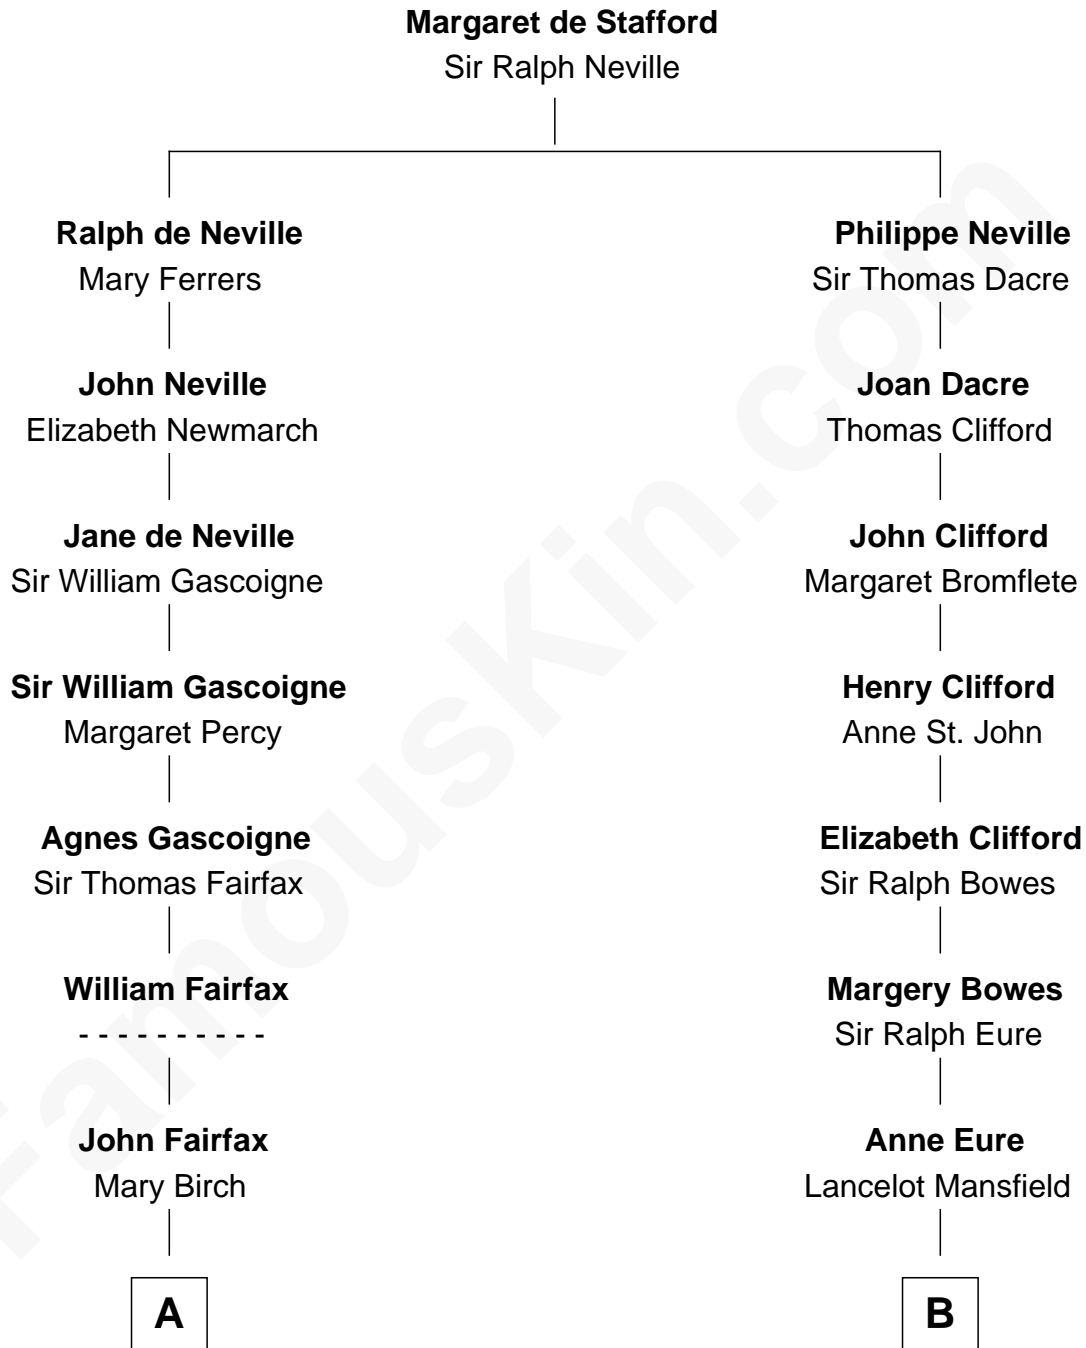 Margaret de Stafford
Sir Ralph Neville
Ralph de Neville
Mary Ferrers
Philippe Neville
Sir Thomas Dacre
John Neville
Elizabeth Newmarch
Joan Dacre
Thomas Clifford
Jane de Neville
Sir William Gascoigne
John Clifford
Margaret Bromflete
Sir William Gascoigne
Margaret Percy
Henry Clifford
Anne St. John
Agnes Gascoigne
Sir Thomas Fairfax
Elizabeth Clifford
Sir Ralph Bowes
William Fairfax
- - - - - - - - - -
Margery Bowes
Sir Ralph Eure
John Fairfax
Mary Birch
Anne Eure
Lancelot Mansfield
A
B
FamousKin.com